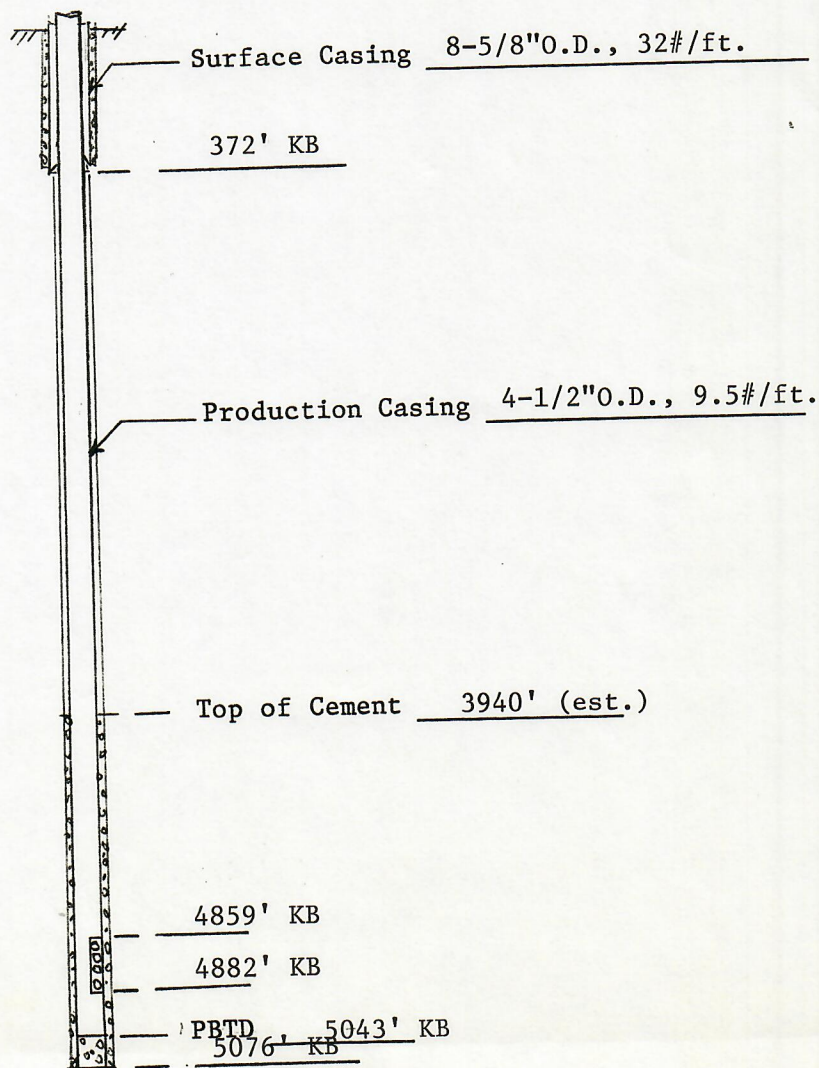 Surface Casing 8-5/8"O.D., 32#/ft.
372' KB
Production Casing 4-1/2"O.D., 9.5#/ft.
Top of Cement 3940' (est.)
4859' KB
4882' KB
PBTD 5043' KB
5076' KB